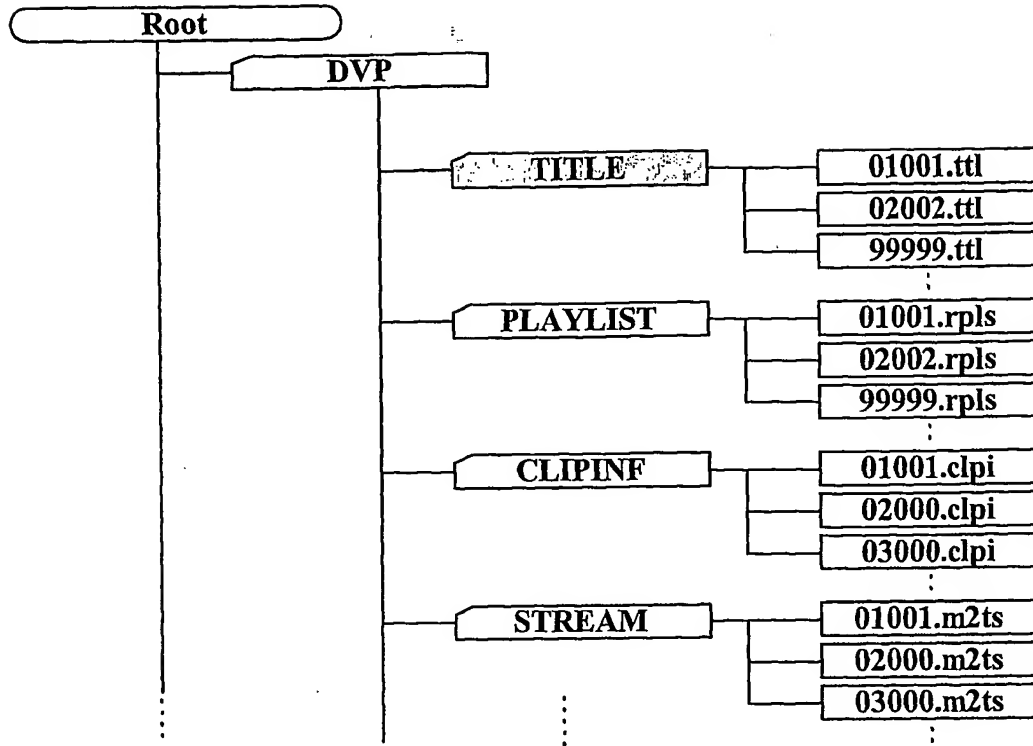 Root
DVP
TITLE
01001.ttl
02002.ttl
99999.ttl
PLAYLIST
01001.rpls
02002.rpls
99999.rpls
CLIPINF
01001.clpi
02000.clpi
03000.clpi
STREAM
01001.m2ts
02000.m2ts
03000.m2ts